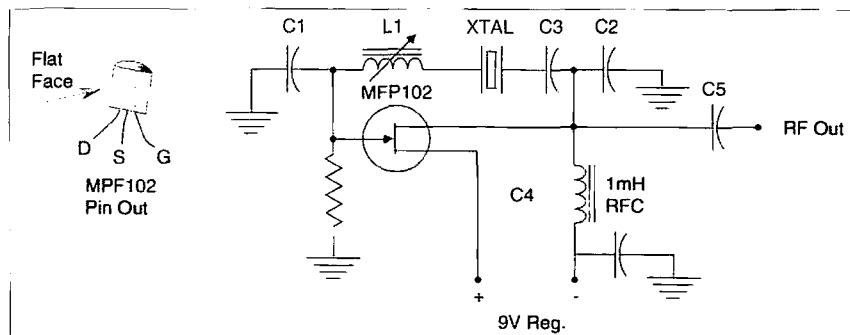 C1
L1
XTAL
C3
C2
Flat
Face
MFP102
C5
RF Out
D
S
G
MPF102
Pin Out
C4
1mH
RFC
+
-
9V Reg.